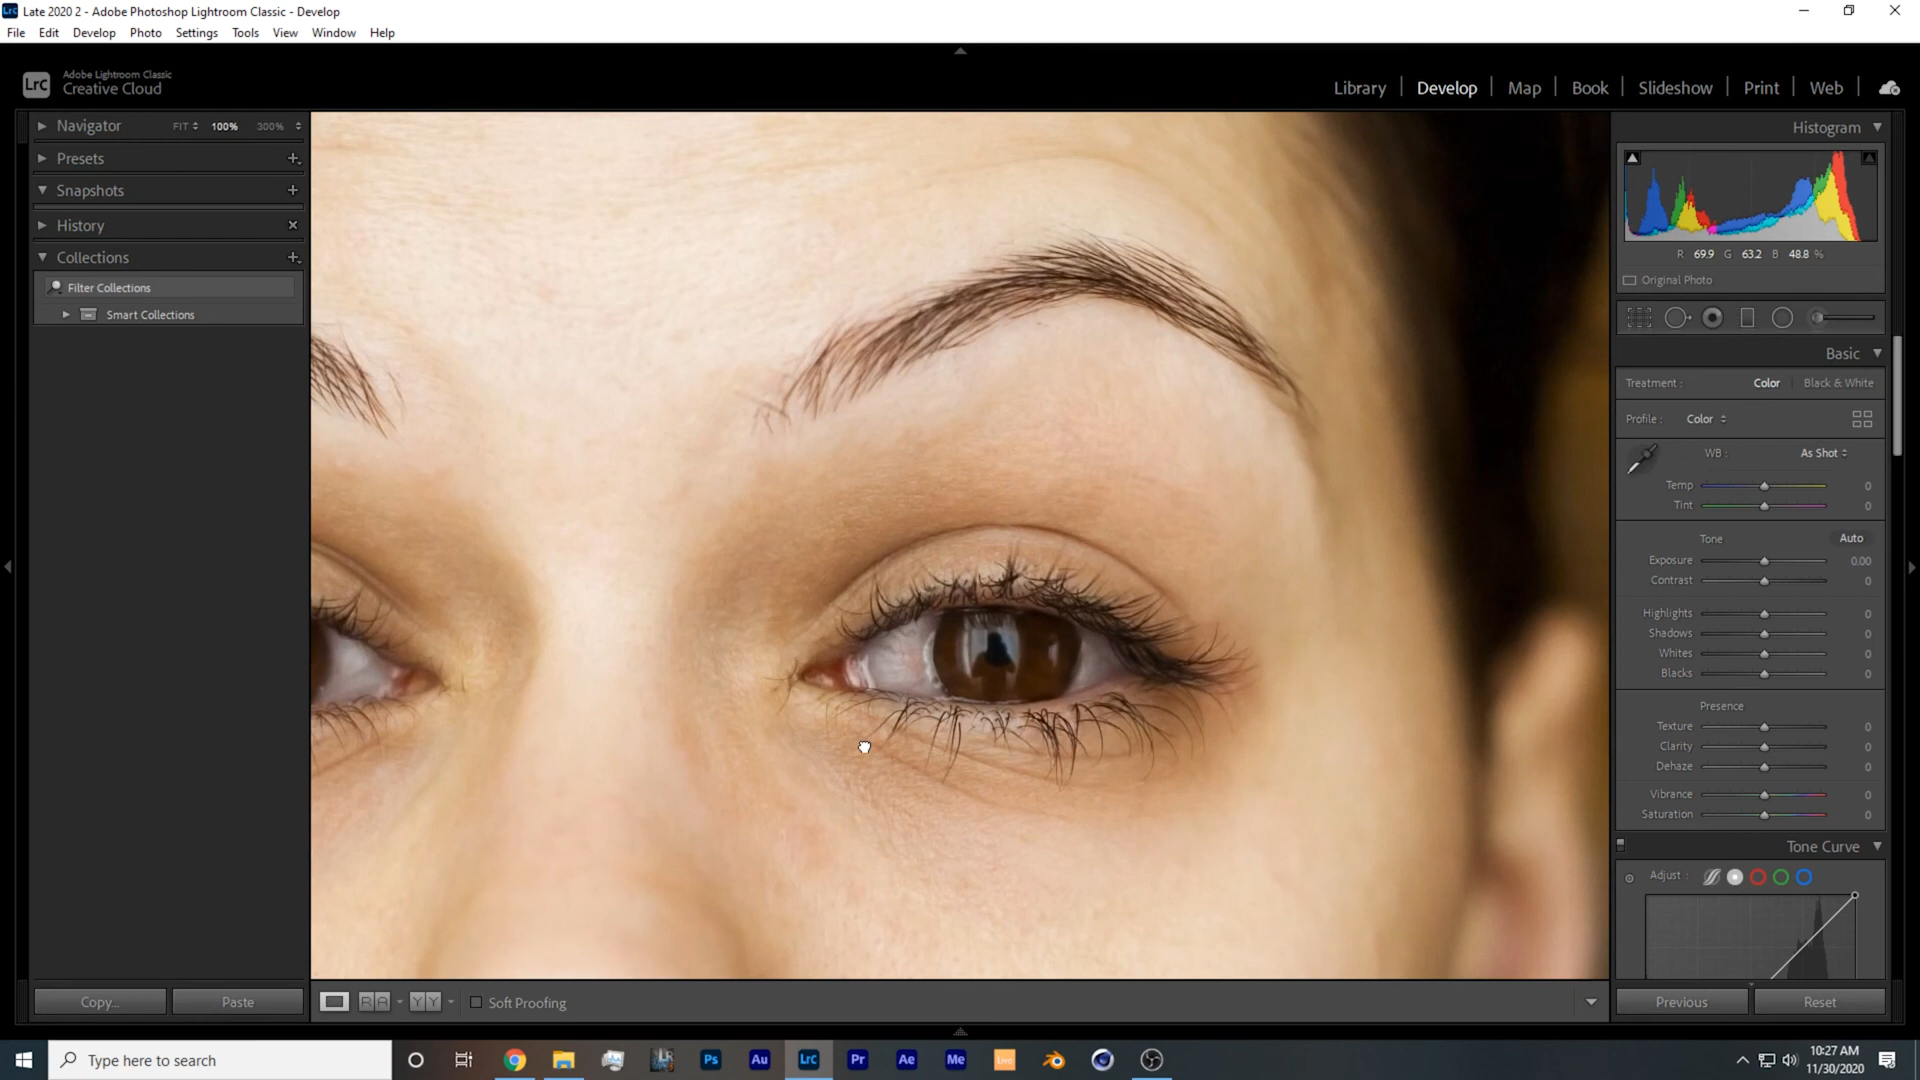 Late 2020 2 - Adobe Photoshop Lightroom Classic - Develop
File Edit Develop Photo Settings Tools View Window Help
LrC
Adobe Lightroom Classic
Creative Cloud
Library Develop Map Book Slideshow Print Web
Navigator FIT 100% 300%
Presets
Snapshots
History
Collections
Filter Collections
Smart Collections
Copy...
Paste
Soft Proofing
Histogram
R 69.9 G 63.2 B 48.8 %
Original Photo
Basic
Treatment : Color Black & White
Profile : Color
WB : As Shot
Temp 0
Tint 0
Tone Auto
Exposure 0.00
Contrast 0
Highlights 0
Shadows 0
Whites 0
Blacks 0
Presence
Texture 0
Clarity 0
Dehaze 0
Vibrance 0
Saturation 0
Tone Curve
Adjust :
Previous
Reset
Type here to search
Ps Au LrC Pr Ae Me
10:27 AM
11/30/2020